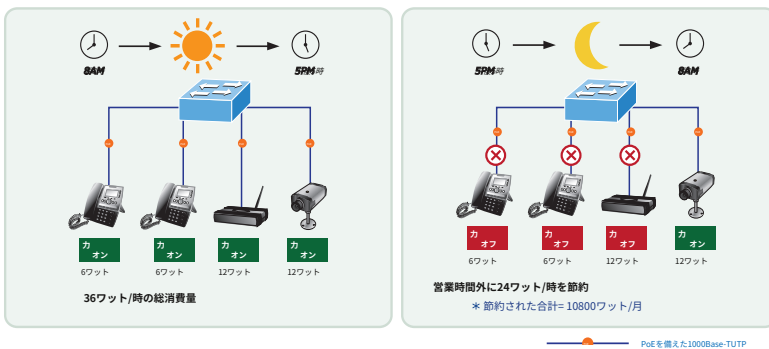 8AM
5PM時
カ
オン
カ
オン
カ
オン
カ
オン
6ワット
6ワット
12ワット
12ワット
36ワット/時の総消費量
5PM時
8AM
カ
オフ
カ
オフ
カ
オフ
カ
オン
6ワット
6ワット
12ワット
12ワット
営業時間外に24ワット/時を節約
＊ 節約された合計= 10800ワット/月
PoEを備えた1000Base-TUTP